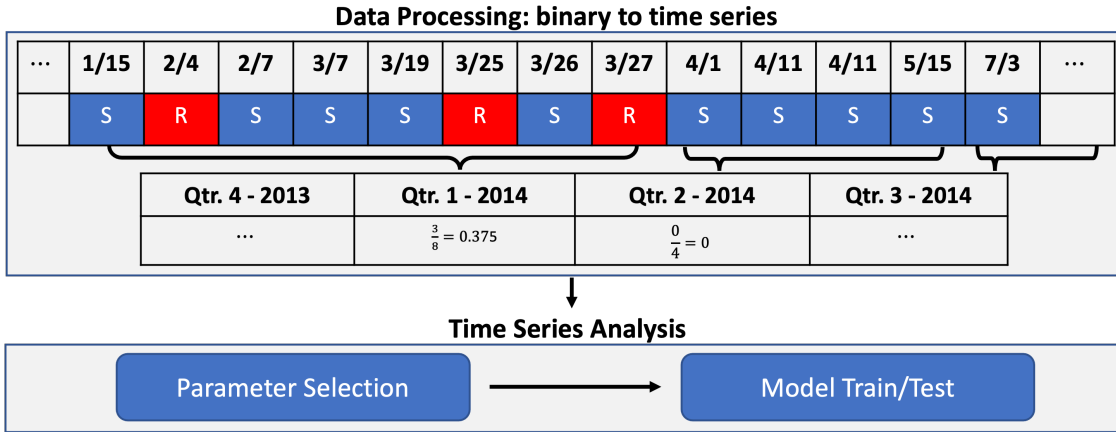 Data Processing: binary to time series
... 1/15 2/4 2/7 3/7 3/19 3/25 3/26 3/27 4/1 4/11 4/11 5/15 7/3 ...
S R S S S R S R S S S S S
Qtr. 4 - 2013 Qtr. 1 - 2014 Qtr. 2 - 2014 Qtr. 3 - 2014
... 3/8 = 0.375 0/4 = 0 ...
Time Series Analysis
Parameter Selection Model Train/Test